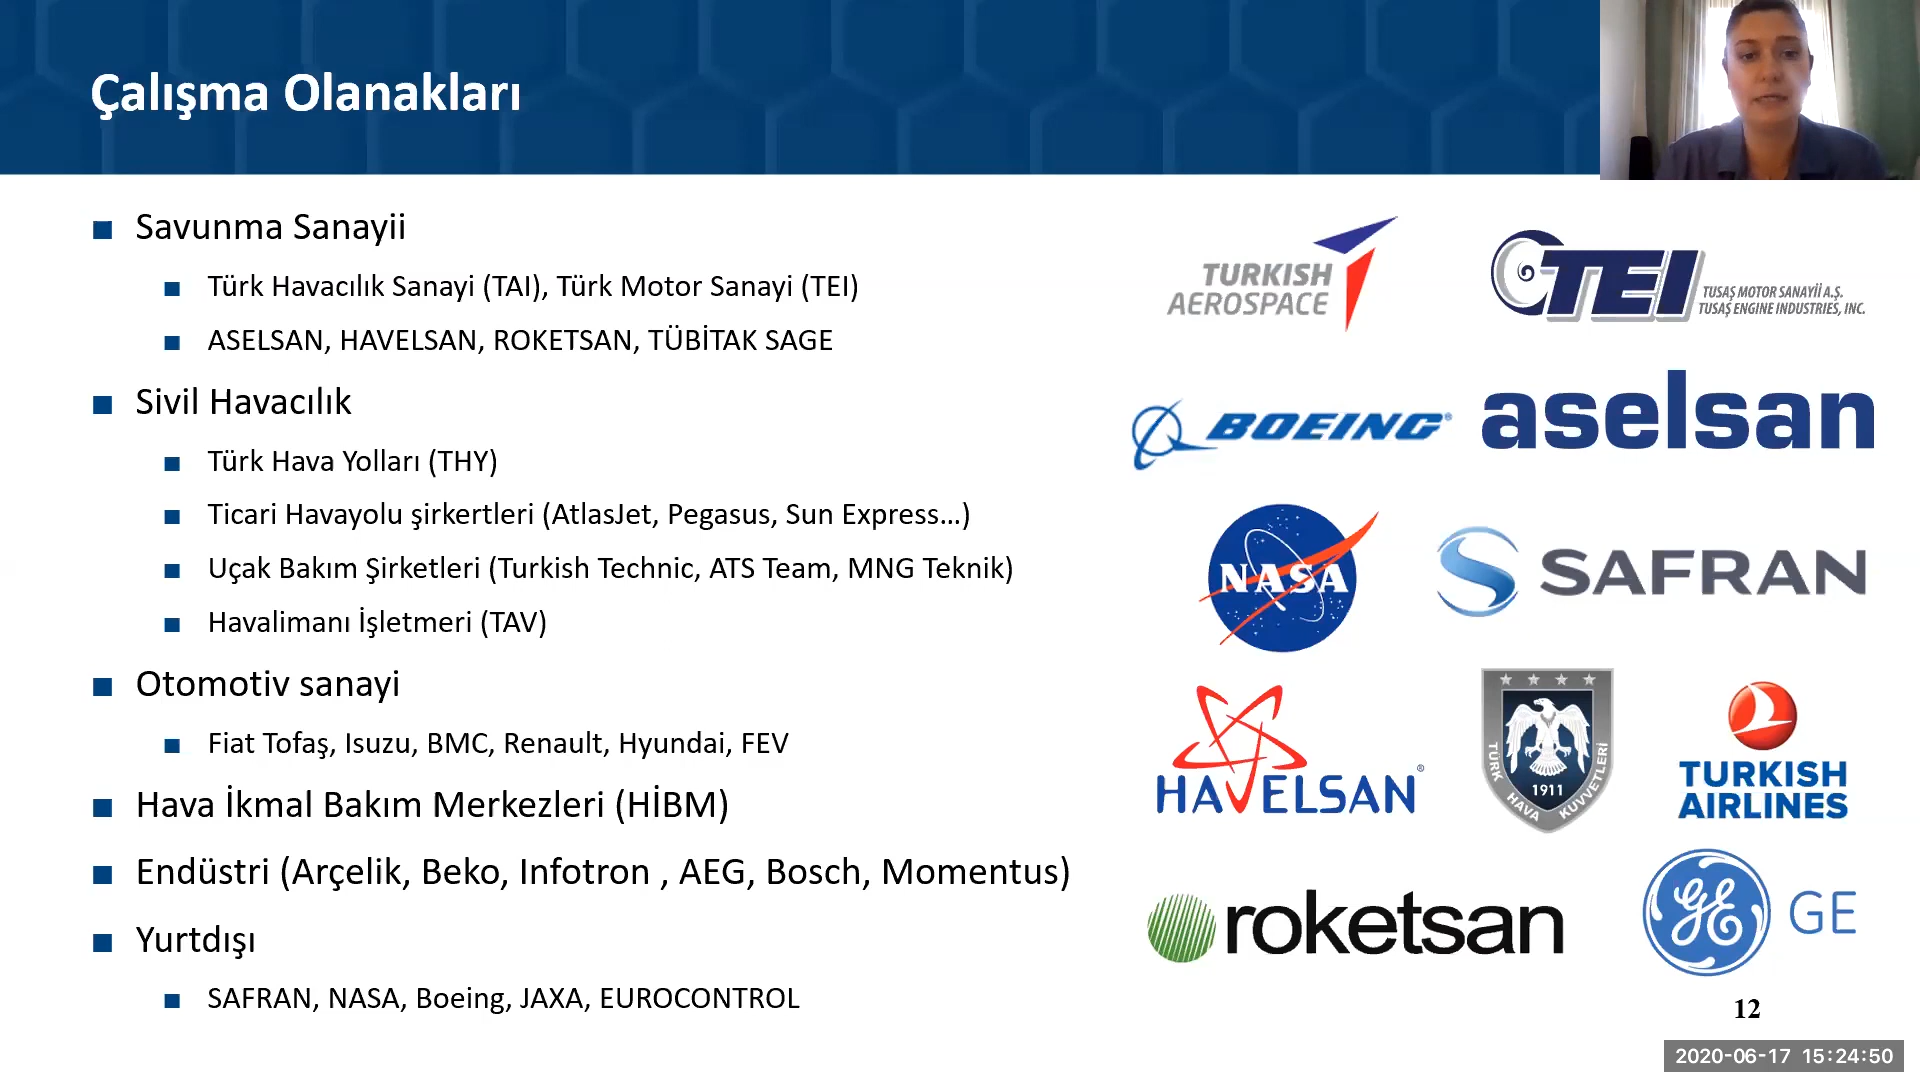 Çalışma Olanakları
Savunma Sanayii
Türk Havacılık Sanayi (TAI), Türk Motor Sanayi (TEI)
ASELSAN, HAVELSAN, ROKETSAN, TÜBİTAK SAGE
Sivil Havacılık
Türk Hava Yolları (THY)
Ticari Havayolu şirkertleri (AtlasJet, Pegasus, Sun Express...)
Uçak Bakım Şirketleri (Turkish Technic, ATS Team, MNG Teknik)
Havalimanı İşletmeri (TAV)
Otomotiv sanayi
Fiat Tofaş, Isuzu, BMC, Renault, Hyundai, FEV
Hava İkmal Bakım Merkezleri (HİBM)
Endüstri (Arçelik, Beko, Infotron , AEG, Bosch, Momentus)
Yurtdışı
SAFRAN, NASA, Boeing, JAXA, EUROCONTROL
TURKISH
AEROSPACE
TEI
TUSAŞ MOTOR SANAYİİ A.Ş.
TUSAŞ ENGINE INDUSTRIES, INC.
BOEING®
aselsan
NASA
SAFRAN
HAVELSAN®
1911
TÜRK HAVA KUVVETLERİ
TURKISH
AIRLINES
roketsan
GE GE
12
2020-06-17 15:24:50